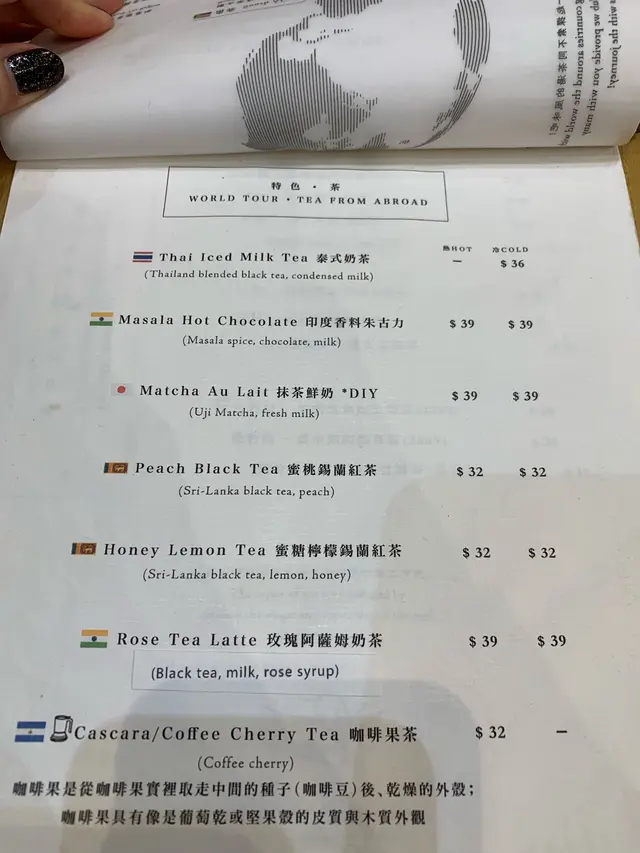 特色・茶
WORLD TOUR・TEA FROM ABROAD
熱HOT 冷COLD
Thai Iced Milk Tea 泰式奶茶 – $ 36
(Thailand blended black tea, condensed milk)
Masala Hot Chocolate 印度香料朱古力 $ 39 $ 39
(Masala spice, chocolate, milk)
Matcha Au Lait 抹茶鮮奶 *DIY $ 39 $ 39
(Uji Matcha, fresh milk)
Peach Black Tea 蜜桃錫蘭紅茶 $ 32 $ 32
(Sri-Lanka black tea, peach)
Honey Lemon Tea 蜜糖檸檬錫蘭紅茶 $ 32 $ 32
(Sri-Lanka black tea, lemon, honey)
Rose Tea Latte 玫瑰阿薩姆奶茶 $ 39 $ 39
(Black tea, milk, rose syrup)
Cascara/Coffee Cherry Tea 咖啡果茶 $ 32 –
(Coffee cherry)
咖啡果是從咖啡果實裡取走中間的種子(咖啡豆)後、乾燥的外殼；
咖啡果具有像是葡萄乾或堅果殼的皮質與木質外觀